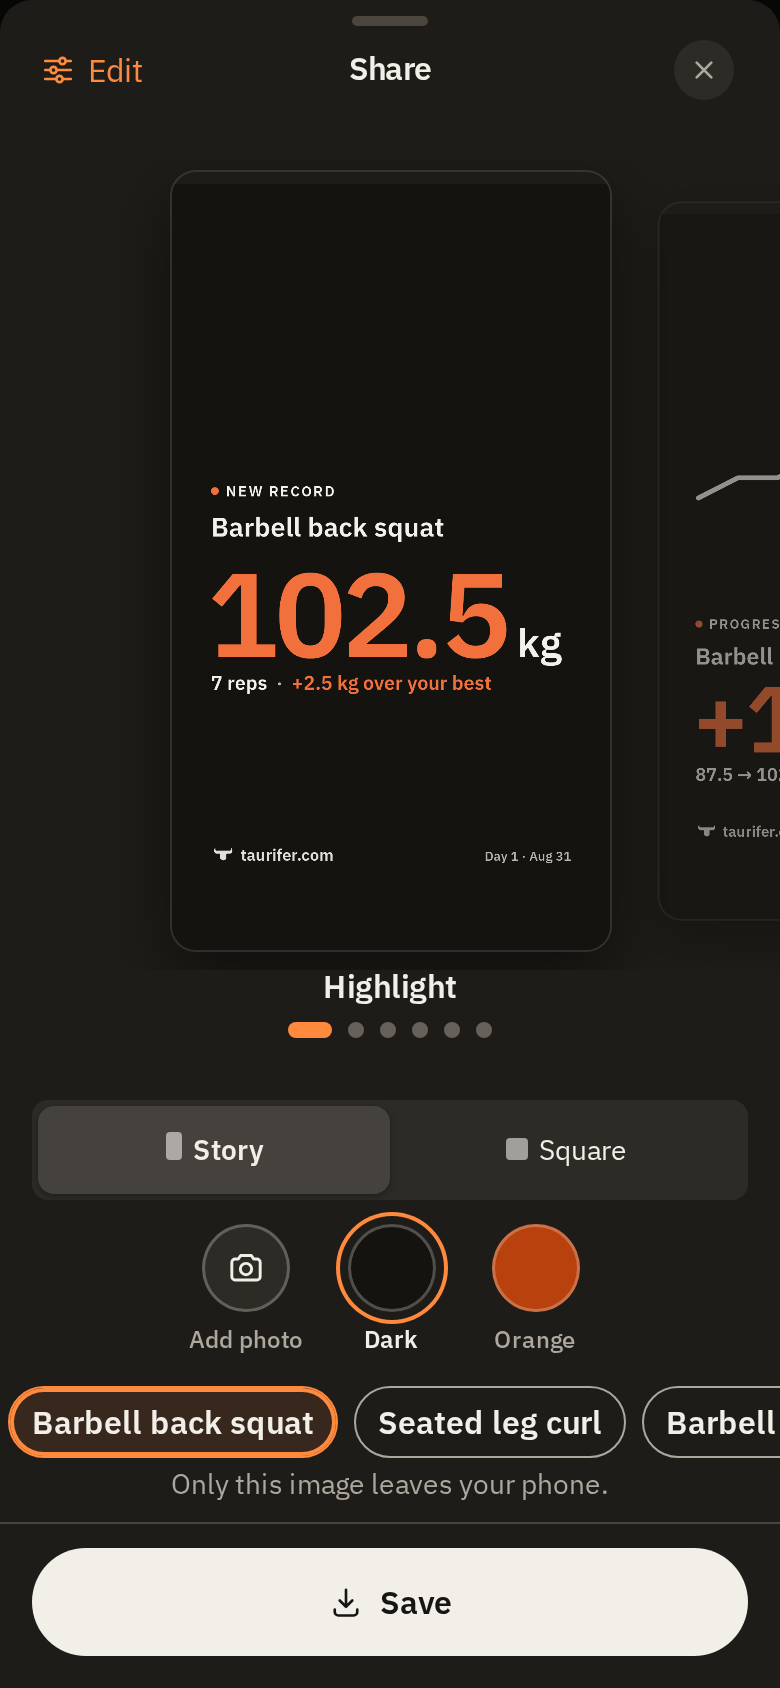 Edit
Share
NEW RECORD
Barbell back squat
102.5 kg
7 reps · +2.5 kg over your best
taurifer.com
Day 1 · Aug 31
Barbell
+1
87.5 →
Highlight
Story
Square
Add photo
Dark
Orange
Barbell back squat
Seated leg curl
Barbell
Only this image leaves your phone.
Save